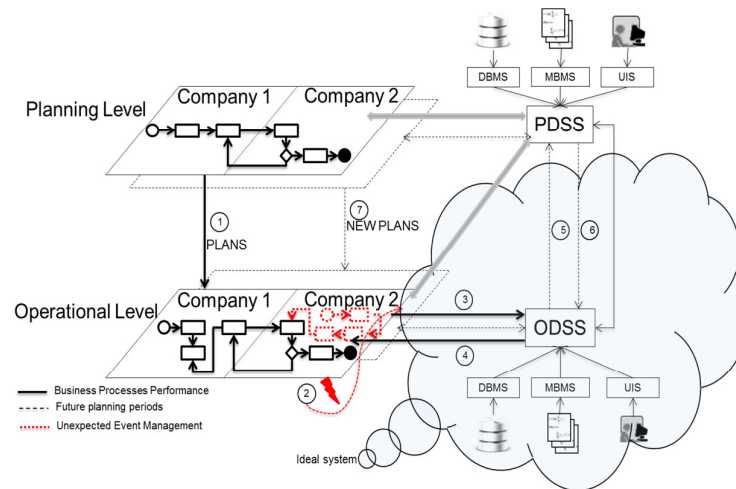 DBMS
MBMS
UIS
Planning Level
Company 1
Company 2
PDSS
1
PLANS
7
NEW PLANS
5
6
Operational Level
Company 1
Company 2
3
ODSS
4
2
DBMS
MBMS
UIS
Business Processes Performance
Future planning periods
Unexpected Event Management
Ideal system